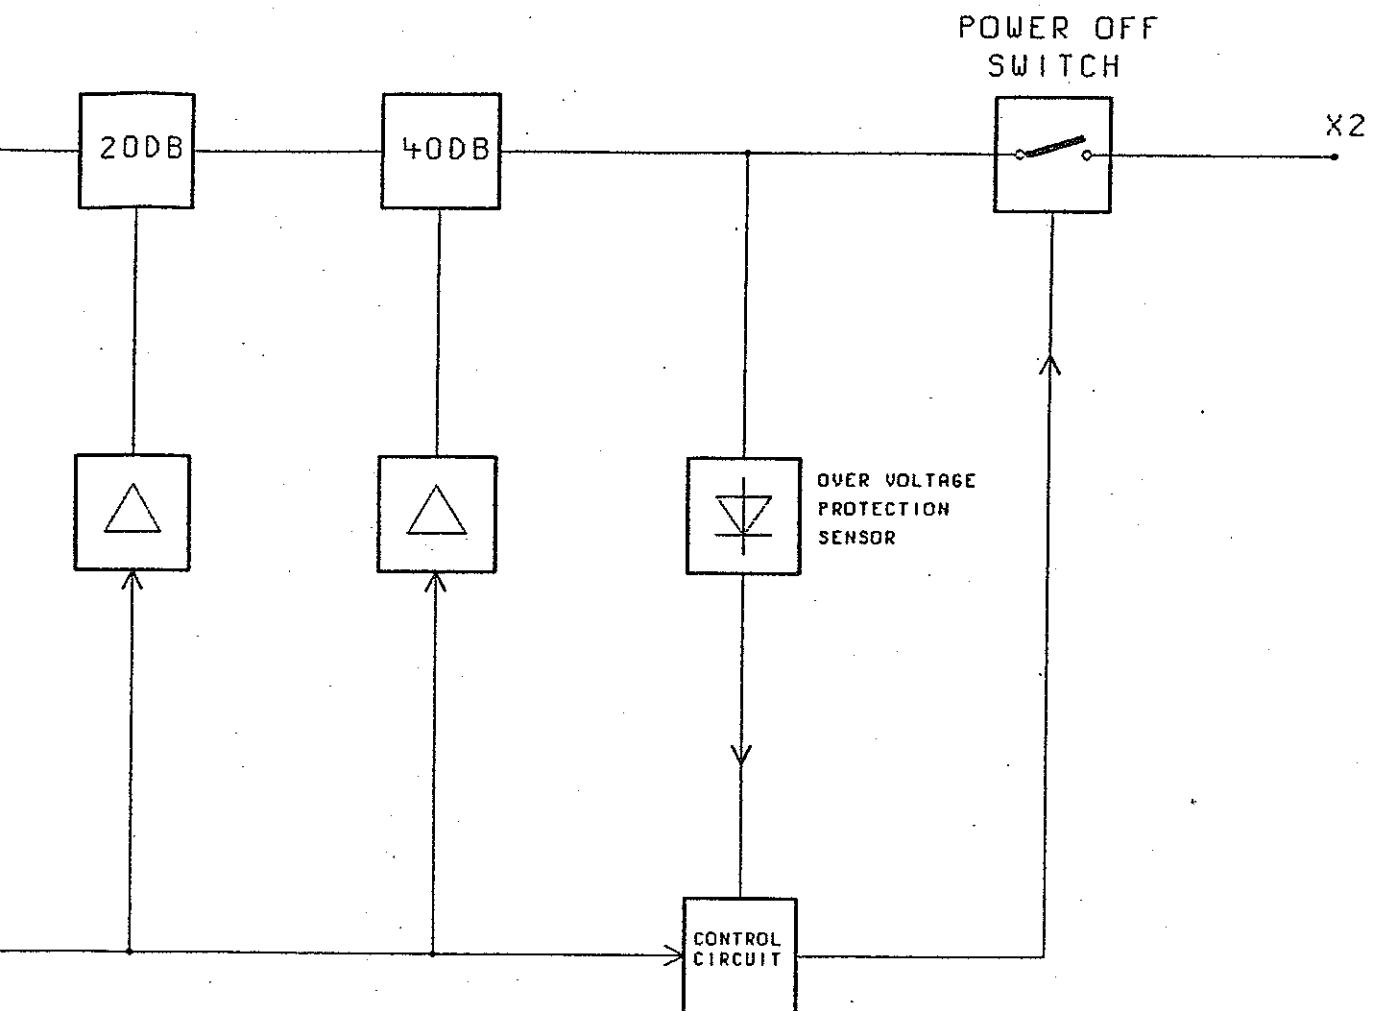 POWER OFF
SWITCH
X2
20DB
40DB
OVER VOLTAGE
PROTECTION
SENSOR
CONTROL
CIRCUIT